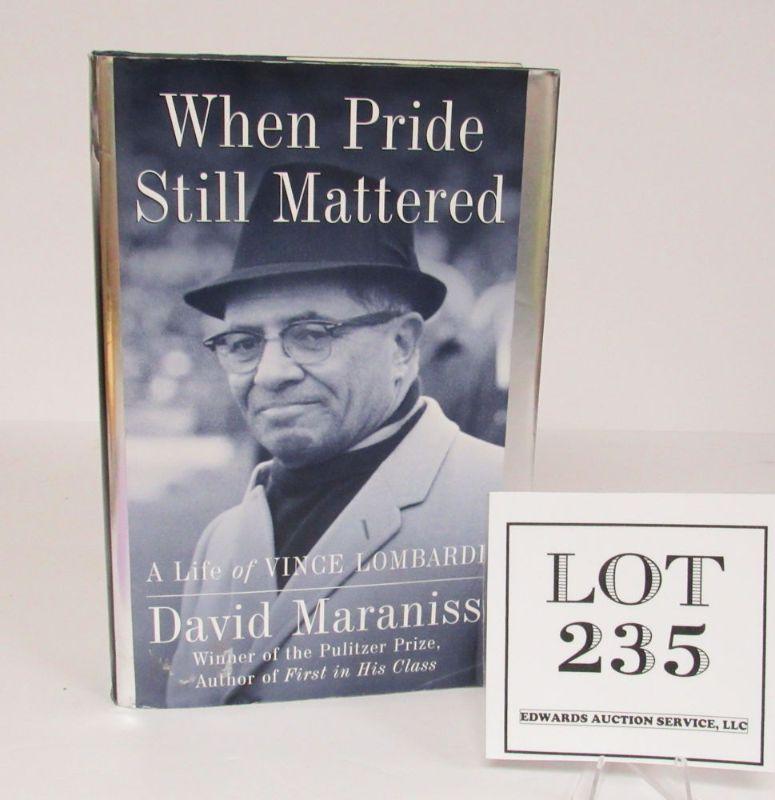 When Pride
Still Mattered
A Life of VINCE LOMBARDI
David Maraniss
Winner of the Pulitzer Prize,
Author of First in His Class
LOT
235
EDWARDS AUCTION SERVICE, LLC